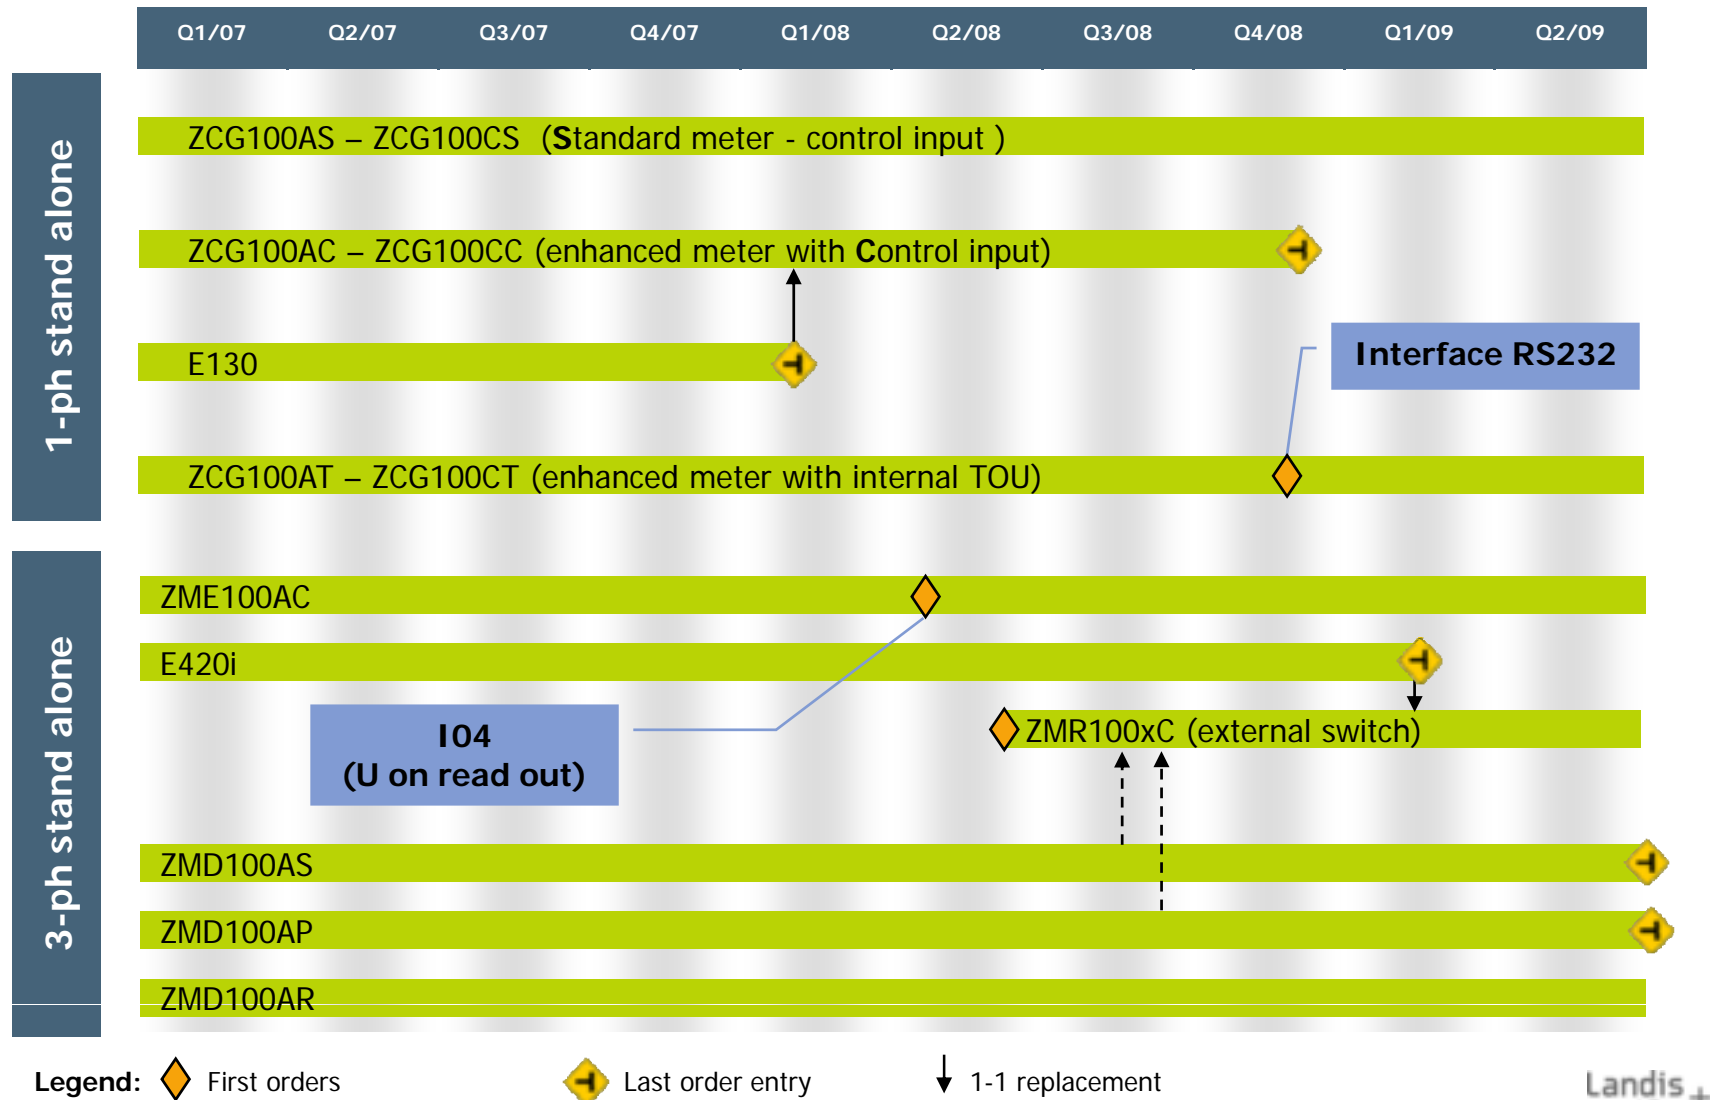 Q1/07 Q2/07 Q3/07 Q4/07 Q1/08 Q2/08 Q3/08 Q4/08 Q1/09 Q2/09
1-ph stand alone
ZCG100AS – ZCG100CS (Standard meter - control input )
ZCG100AC – ZCG100CC (enhanced meter with Control input)
E130
Interface RS232
ZCG100AT – ZCG100CT (enhanced meter with internal TOU)
3-ph stand alone
ZME100AC
E420i
I04
(U on read out)
ZMR100xC (external switch)
ZMD100AS
ZMD100AP
ZMD100AR
Legend: First orders Last order entry 1-1 replacement
Landis+